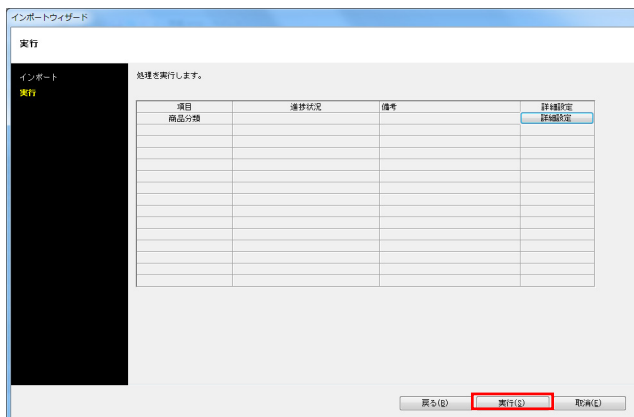 インポートウィザード
実行
インポート
実行
処理を実行します。
項目 進捗状況 備考 詳細設定
商品分類 詳細設定
戻る(B) 実行(S) 取消(E)